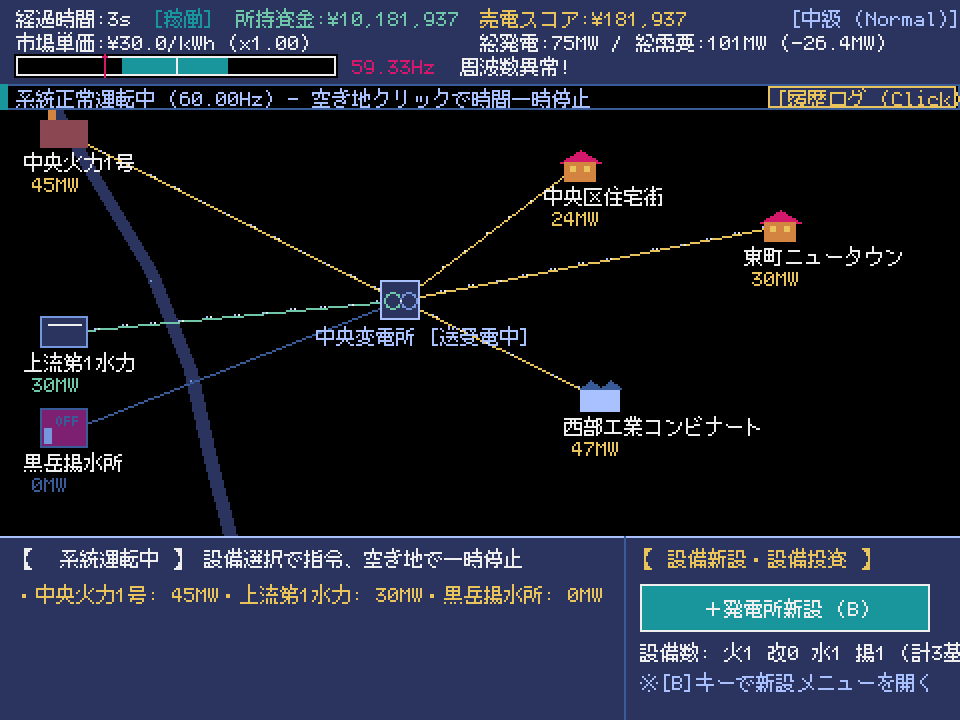 経過時間:3s [稼働] 所持資金:¥10,181,937 売電スコア:¥181,937 [中級 (Normal)]
市場単価:¥30.0/kWh (x1.00) 総発電:75MW / 総需要:101MW (-26.4MW)
59.33Hz 周波数異常!
系統正常運転中 (60.00Hz) - 空き地クリックで時間一時停止 「履歴ログ (Click
中央火力1号
45MW
中央区住宅街
24MW
東町ニュータウン
30MW
中央変電所 [送受電中]
上流第1水力
30MW
OFF
黒岳揚水所
0MW
西部工業コンビナート
47MW
【 系統運転中 】 設備選択で指令、空き地で一時停止
・中央火力1号: 45MW・上流第1水力: 30MW・黒岳揚水所: 0MW
【 設備新設・設備投資 】
＋発電所新設 (B)
設備数: 火1 改0 水1 揚1 (計3基
※[B]キーで新設メニューを開く